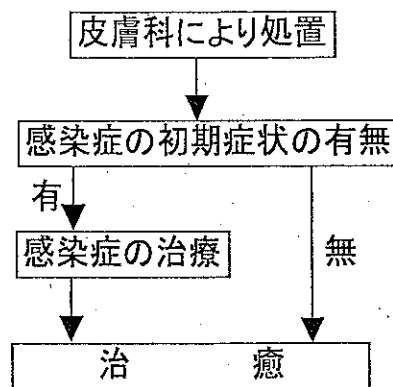 皮膚科により処置
感染症の初期症状の有無
有
感染症の治療
無
治 癒